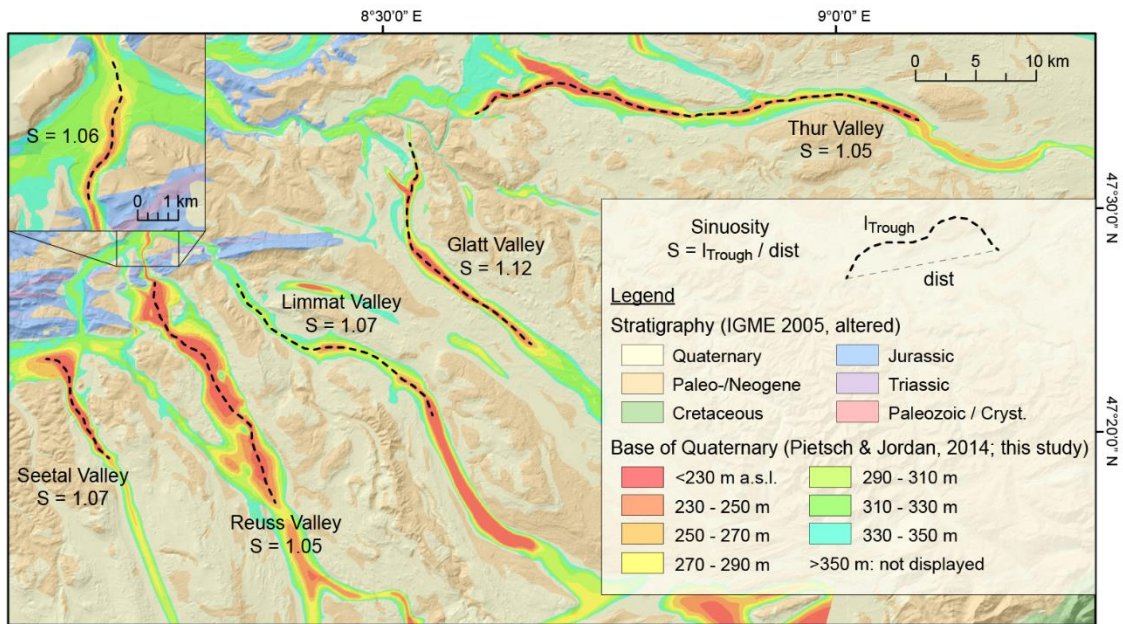 8°30'0" E
9°0'0" E
0 5 10 km
S = 1.06
0 1 km
Thur Valley
S = 1.05
47°30'0" N
Glatt Valley
S = 1.12
Limmat Valley
S = 1.07
Sinuosity
S = lTrough / dist
lTrough
dist
Legend
Stratigraphy (IGME 2005, altered)
Quaternary
Paleo-/Neogene
Cretaceous
Jurassic
Triassic
Paleozoic / Cryst.
47°20'0" N
Base of Quaternary (Pietsch & Jordan, 2014; this study)
<230 m a.s.l.
230 - 250 m
250 - 270 m
270 - 290 m
290 - 310 m
310 - 330 m
330 - 350 m
>350 m: not displayed
Seetal Valley
S = 1.07
Reuss Valley
S = 1.05